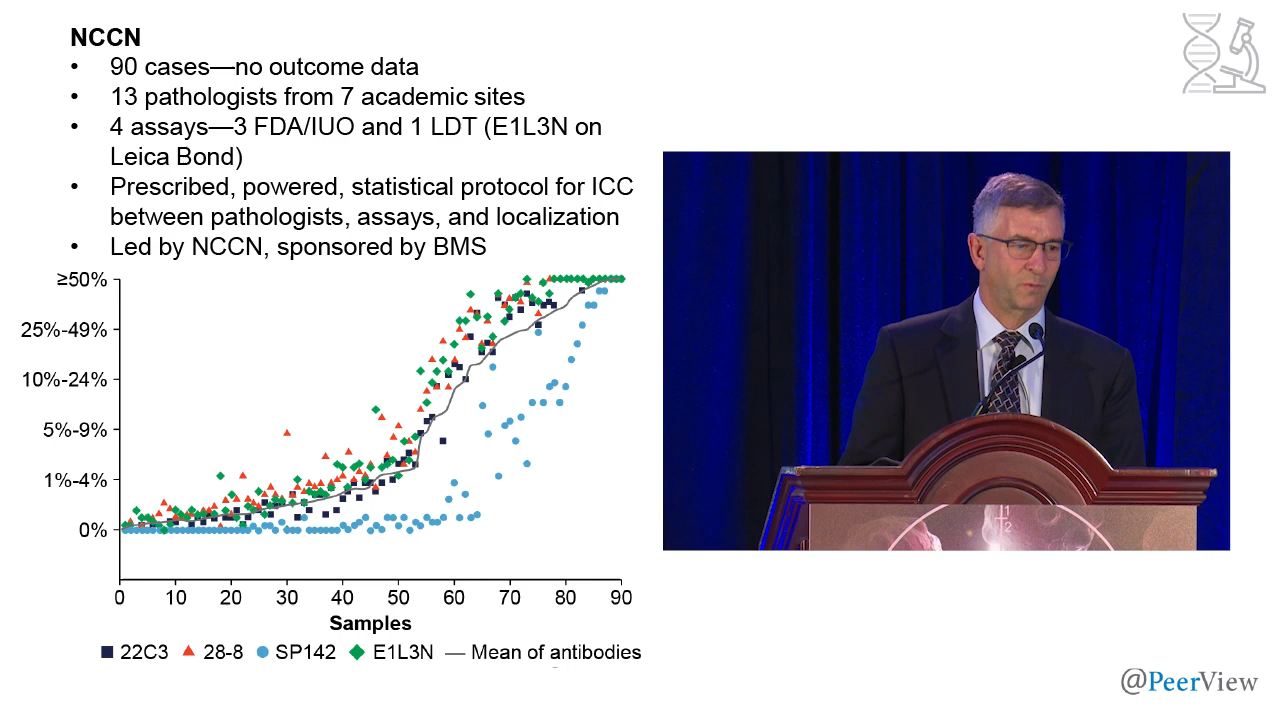 NCCN
• 90 cases—no outcome data
• 13 pathologists from 7 academic sites
• 4 assays—3 FDA/IUO and 1 LDT (E1L3N on
Leica Bond)
• Prescribed, powered, statistical protocol for ICC
between pathologists, assays, and localization
• Led by NCCN, sponsored by BMS
≥50%
25%-49%
10%-24%
5%-9%
1%-4%
0%
0 10 20 30 40 50 60 70 80 90
Samples
22C3 28-8 SP142 E1L3N Mean of antibodies
1
2
@PeerView